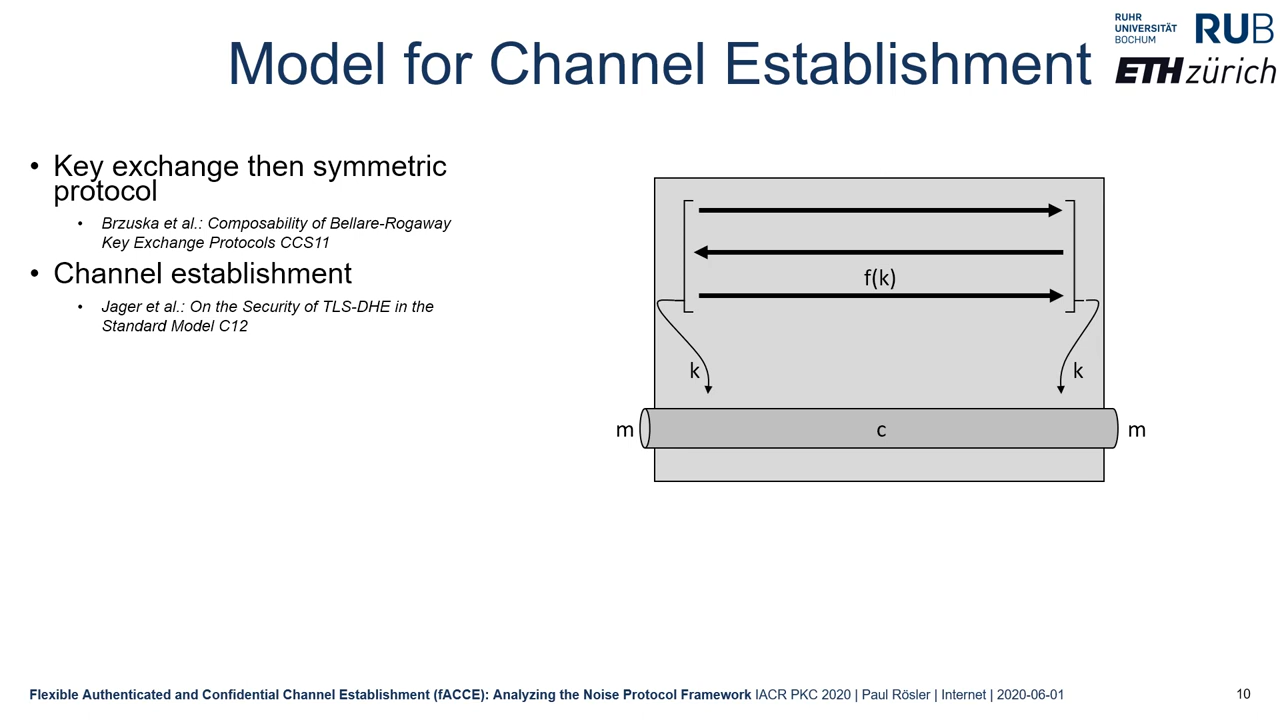 RUHR
UNIVERSITÄT
BOCHUM
RUB
ETH zürich
Model for Channel Establishment
• Key exchange then symmetric
protocol
• Brzuska et al.: Composability of Bellare-Rogaway
Key Exchange Protocols CCS11
• Channel establishment
• Jager et al.: On the Security of TLS-DHE in the
Standard Model C12
f(k)
k
k
m
c
m
Flexible Authenticated and Confidential Channel Establishment (fACCE): Analyzing the Noise Protocol Framework IACR PKC 2020 | Paul Rösler | Internet | 2020-06-01
10